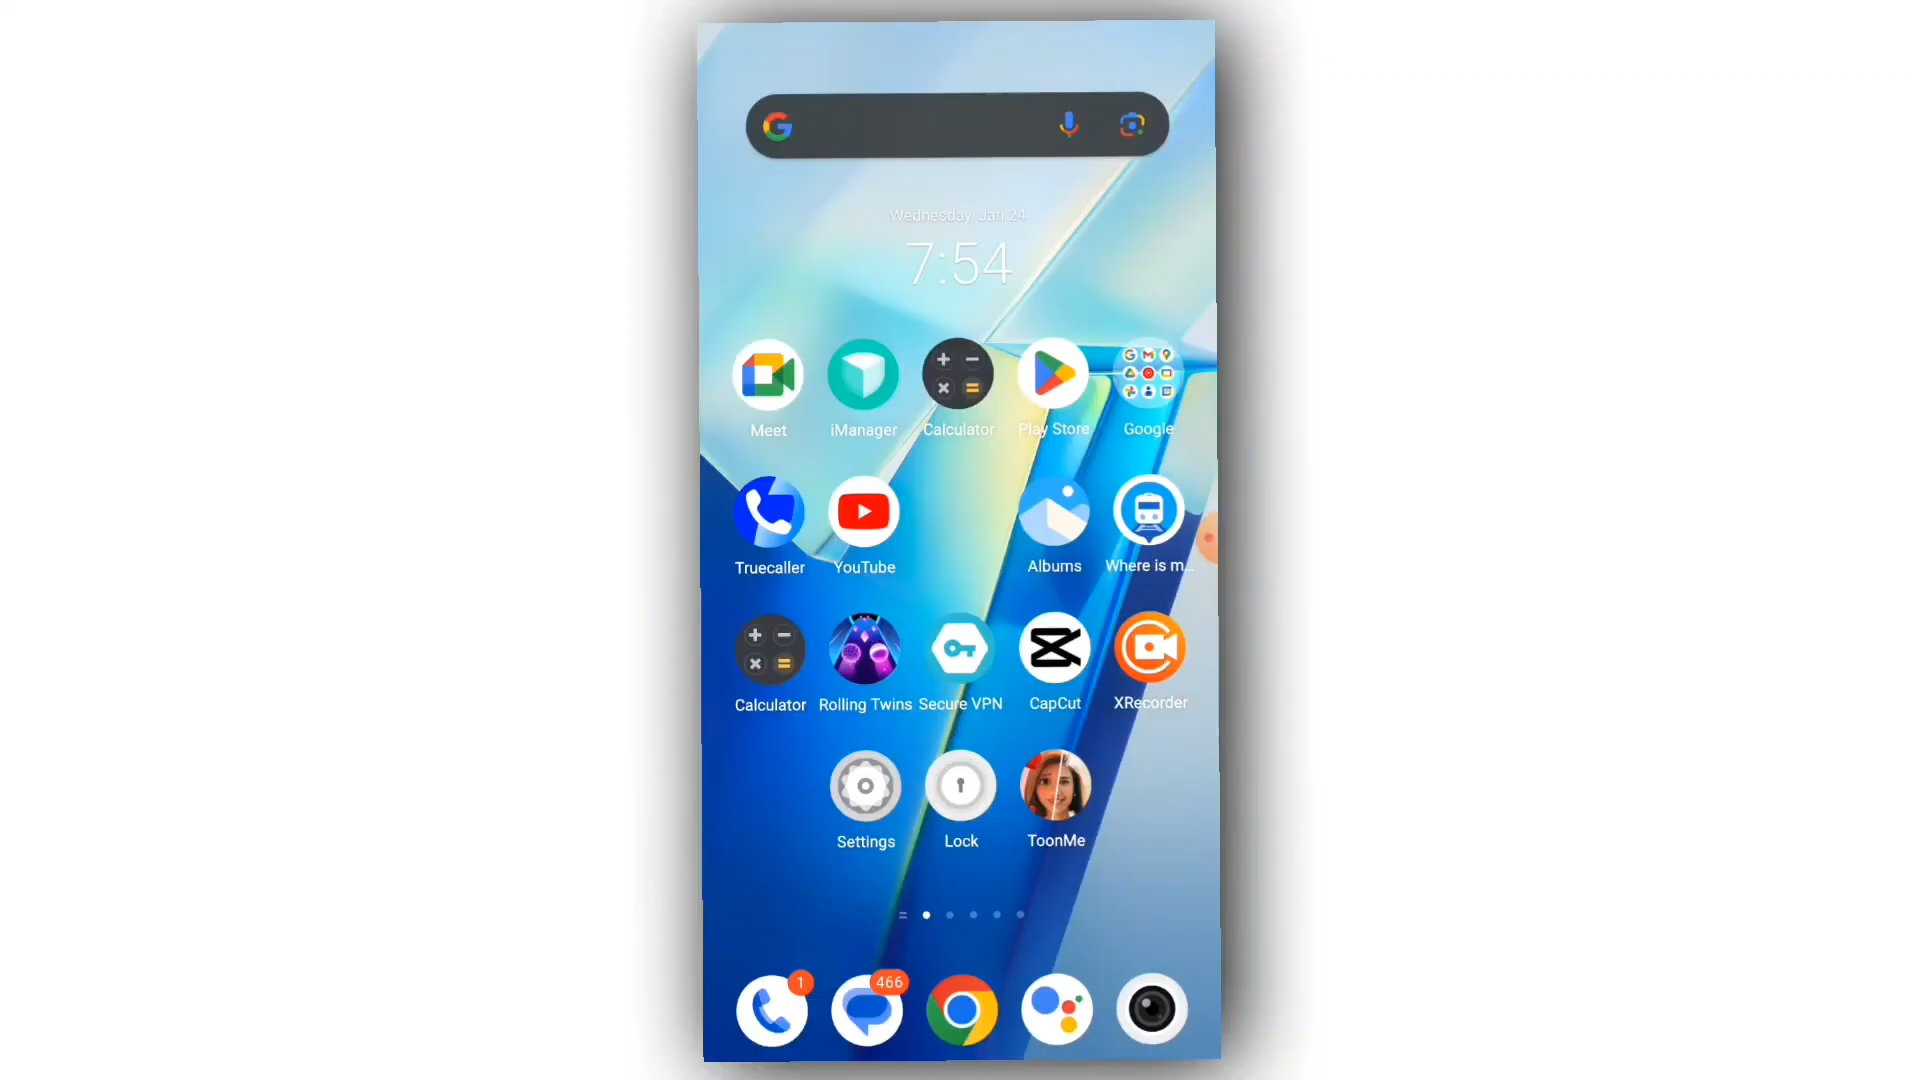 Wednesday, Jan 24
7:54
Meet iManager Calculator Play Store Google
Truecaller YouTube Albums Where is m...
Calculator Rolling Twins Secure VPN CapCut XRecorder
Settings Lock ToonMe
1 466